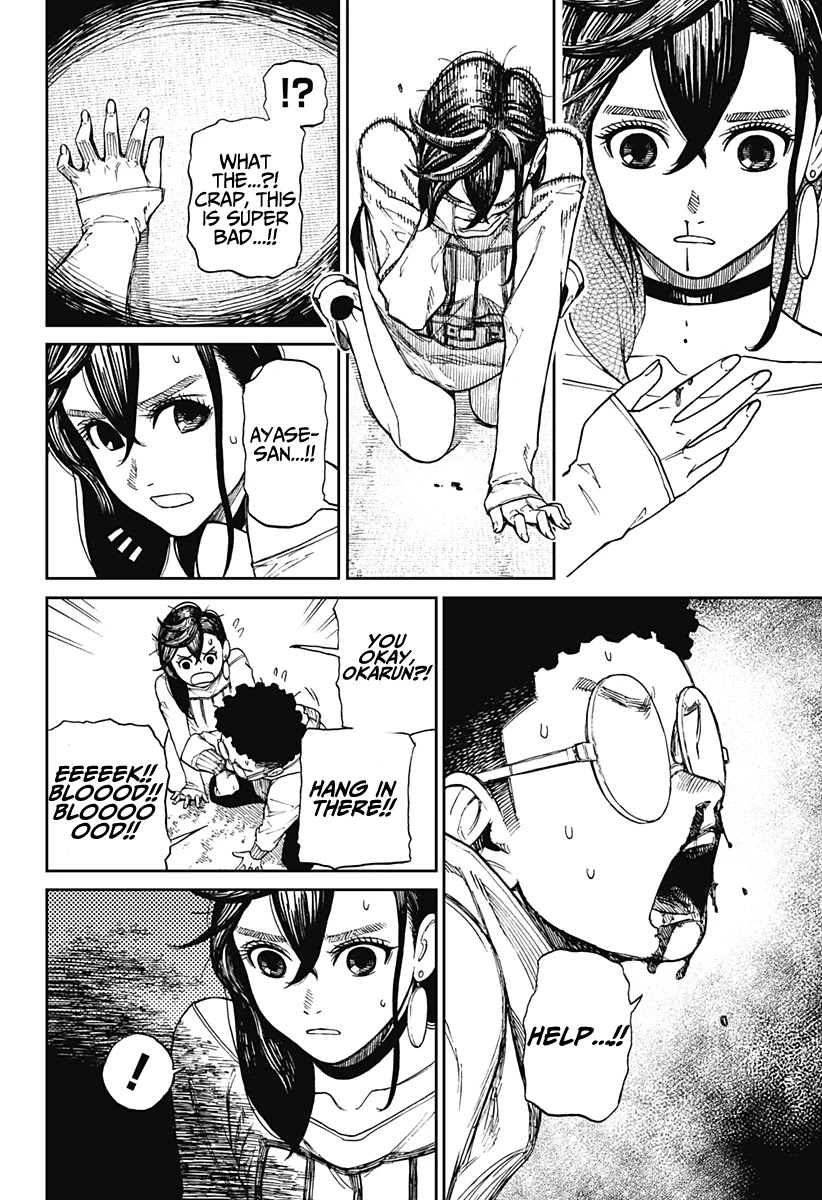 !?
WHAT
THE...?!
CRAP, THIS
IS SUPER
BAD...!!
AYASE-
SAN...!!
HELP...!!
YOU
OKAY,
OKARUN?!
HANG IN
THERE!!
EEEEEK!!
BLOOOD!!
BLOOOO
OOD!!
!